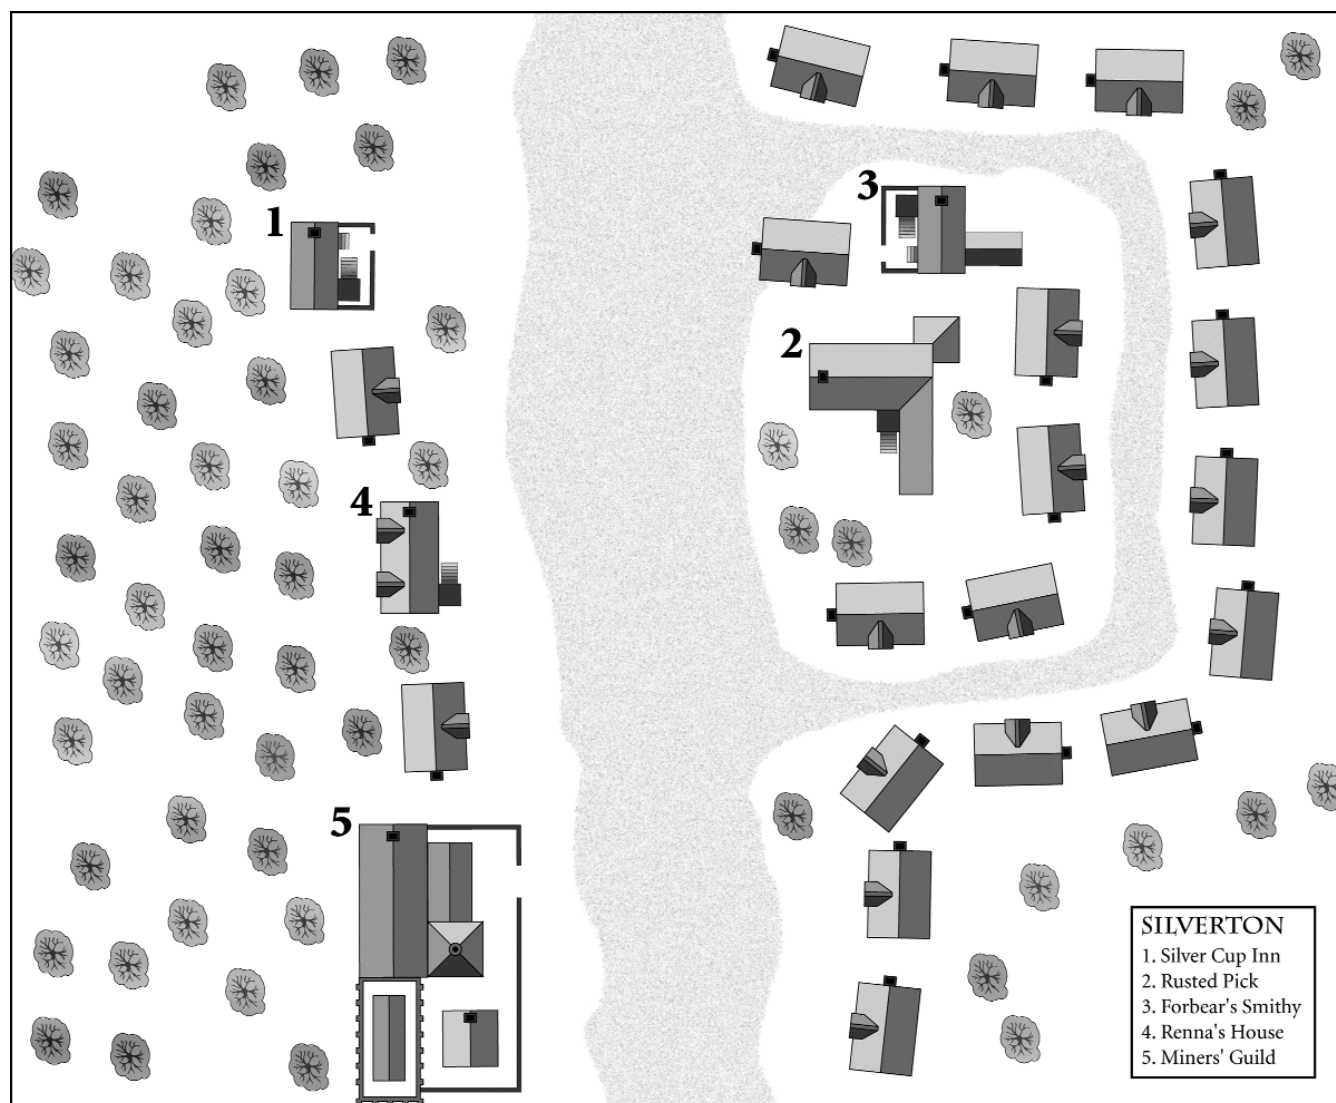 3
1
2
4
5
SILVERTON
1. Silver Cup Inn
2. Rusted Pick
3. Forbear's Smithy
4. Renna's House
5. Miners' Guild